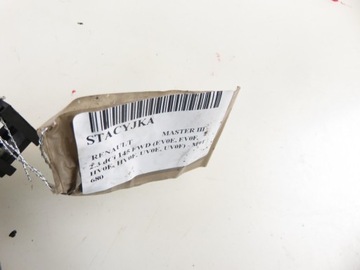 STACYJKA
RENAULT MASTER III
2.3 dCi 145 FWD (FV0E, FV0F,
HV0E, HV0F, UV0E, UV0F) M9T
680